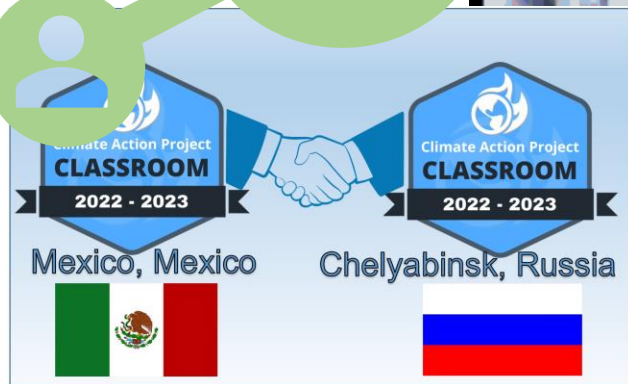 Climate Action Project
CLASSROOM
2022 - 2023
Mexico, Mexico
Climate Action Project
CLASSROOM
2022 - 2023
Chelyabinsk, Russia